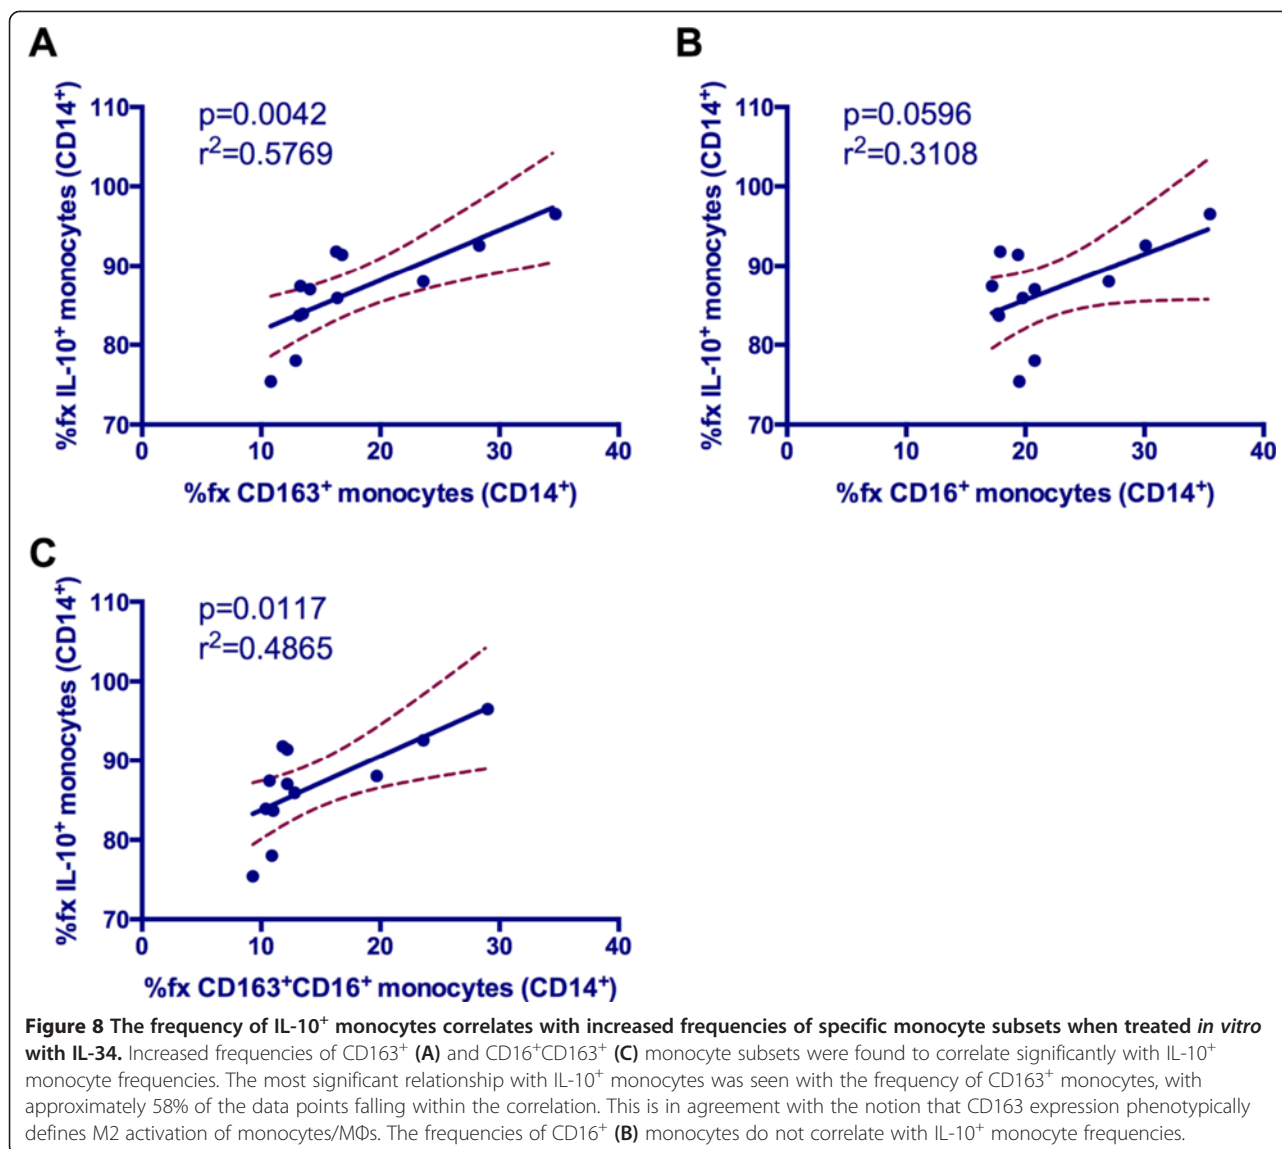 A
%fx IL-10⁺ monocytes (CD14⁺)
110
100
90
80
70
p=0.0042
r²=0.5769
0 10 20 30 40
%fx CD163⁺ monocytes (CD14⁺)
B
%fx IL-10⁺ monocytes (CD14⁺)
110
100
90
80
70
p=0.0596
r²=0.3108
0 10 20 30 40
%fx CD16⁺ monocytes (CD14⁺)
C
%fx IL-10⁺ monocytes (CD14⁺)
110
100
90
80
70
p=0.0117
r²=0.4865
0 10 20 30 40
%fx CD163⁺CD16⁺ monocytes (CD14⁺)
Figure 8 The frequency of IL-10⁺ monocytes correlates with increased frequencies of specific monocyte subsets when treated in vitro
with IL-34. Increased frequencies of CD163⁺ (A) and CD16⁺CD163⁺ (C) monocyte subsets were found to correlate significantly with IL-10⁺
monocyte frequencies. The most significant relationship with IL-10⁺ monocytes was seen with the frequency of CD163⁺ monocytes, with
approximately 58% of the data points falling within the correlation. This is in agreement with the notion that CD163 expression phenotypically
defines M2 activation of monocytes/MΦs. The frequencies of CD16⁺ (B) monocytes do not correlate with IL-10⁺ monocyte frequencies.